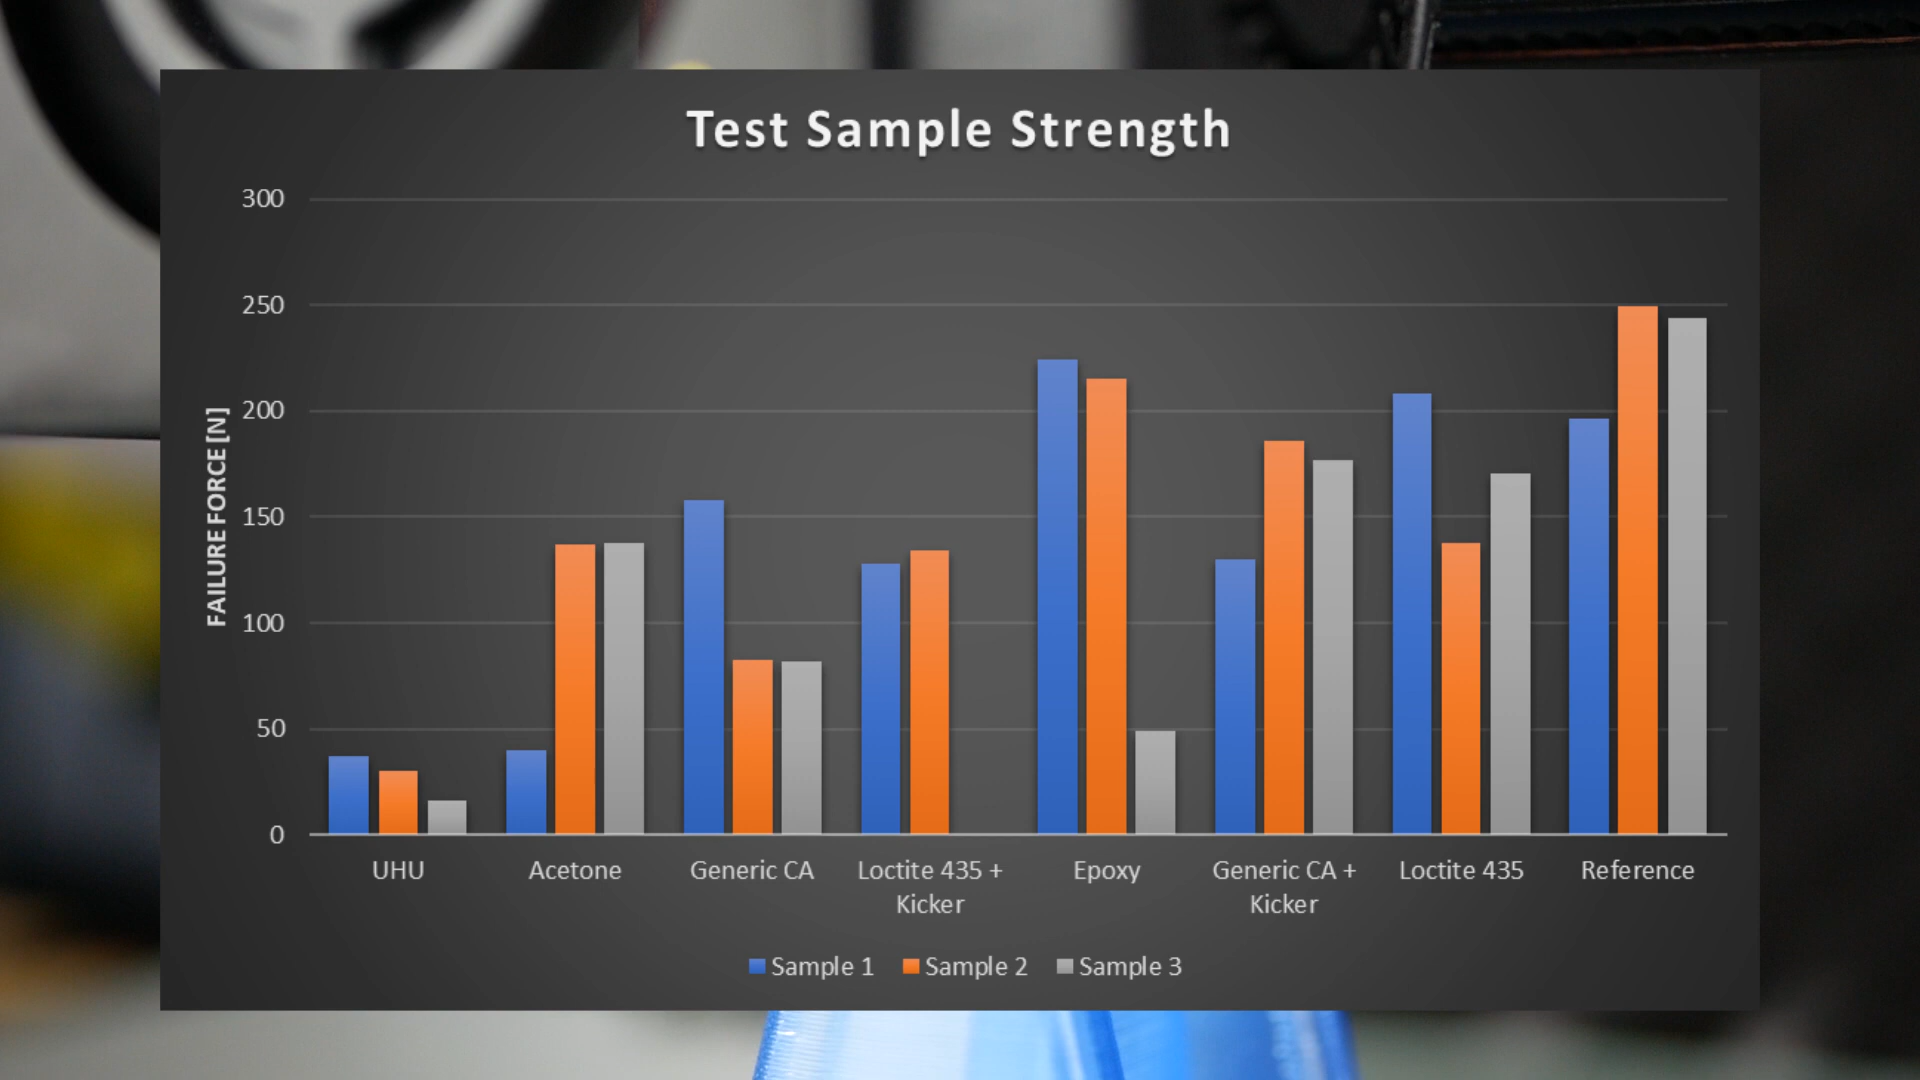 Test Sample Strength
300
250
200
150
100
50
0
FAILURE FORCE [N]
UHU
Acetone
Generic CA
Loctite 435 +
Kicker
Epoxy
Generic CA +
Kicker
Loctite 435
Reference
Sample 1
Sample 2
Sample 3